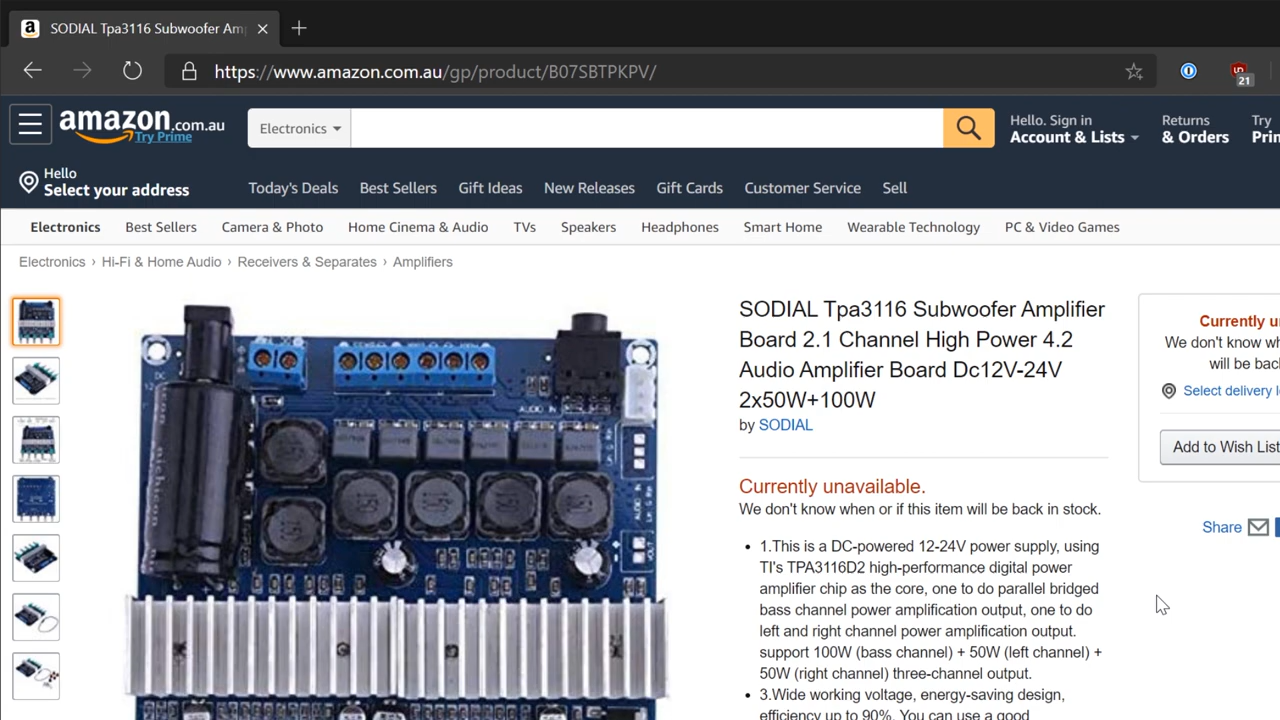 SODIAL Tpa3116 Subwoofer Am
https://www.amazon.com.au/gp/product/B07SBTPKPV/
21
amazon.com.au
Try Prime
Electronics
Hello. Sign in
Account & Lists
Returns
& Orders
Try
Prin
Hello
Select your address
Today's Deals Best Sellers Gift Ideas New Releases Gift Cards Customer Service Sell
Electronics Best Sellers Camera & Photo Home Cinema & Audio TVs Speakers Headphones Smart Home Wearable Technology PC & Video Games
Electronics › Hi-Fi & Home Audio › Receivers & Separates › Amplifiers
SODIAL Tpa3116 Subwoofer Amplifier
Board 2.1 Channel High Power 4.2
Audio Amplifier Board Dc12V-24V
2x50W+100W
by SODIAL
Currently unavailable.
We don't know when or if this item will be back in stock.
• 1.This is a DC-powered 12-24V power supply, using
TI's TPA3116D2 high-performance digital power
amplifier chip as the core, one to do parallel bridged
bass channel power amplification output, one to do
left and right channel power amplification output.
support 100W (bass channel) + 50W (left channel) +
50W (right channel) three-channel output.
• 3.Wide working voltage, energy-saving design,
efficiency up to 90%. You can use a good
Currently u
We don't know wh
will be back
Select delivery l
Add to Wish List
Share
AUDIO IN
DC